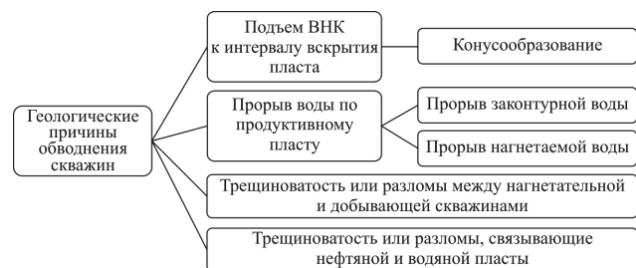 Геологические
причины
обводнения
скважин
Подъем ВНК
к интервалу вскрытия
пласта
Конусообразование
Прорыв воды по
продуктивному
пласту
Прорыв законтурной воды
Прорыв нагнетаемой воды
Трещиноватость или разломы между нагнетательной
и добывающей скважинами
Трещиноватость или разломы, связывающие
нефтяной и водяной пласты